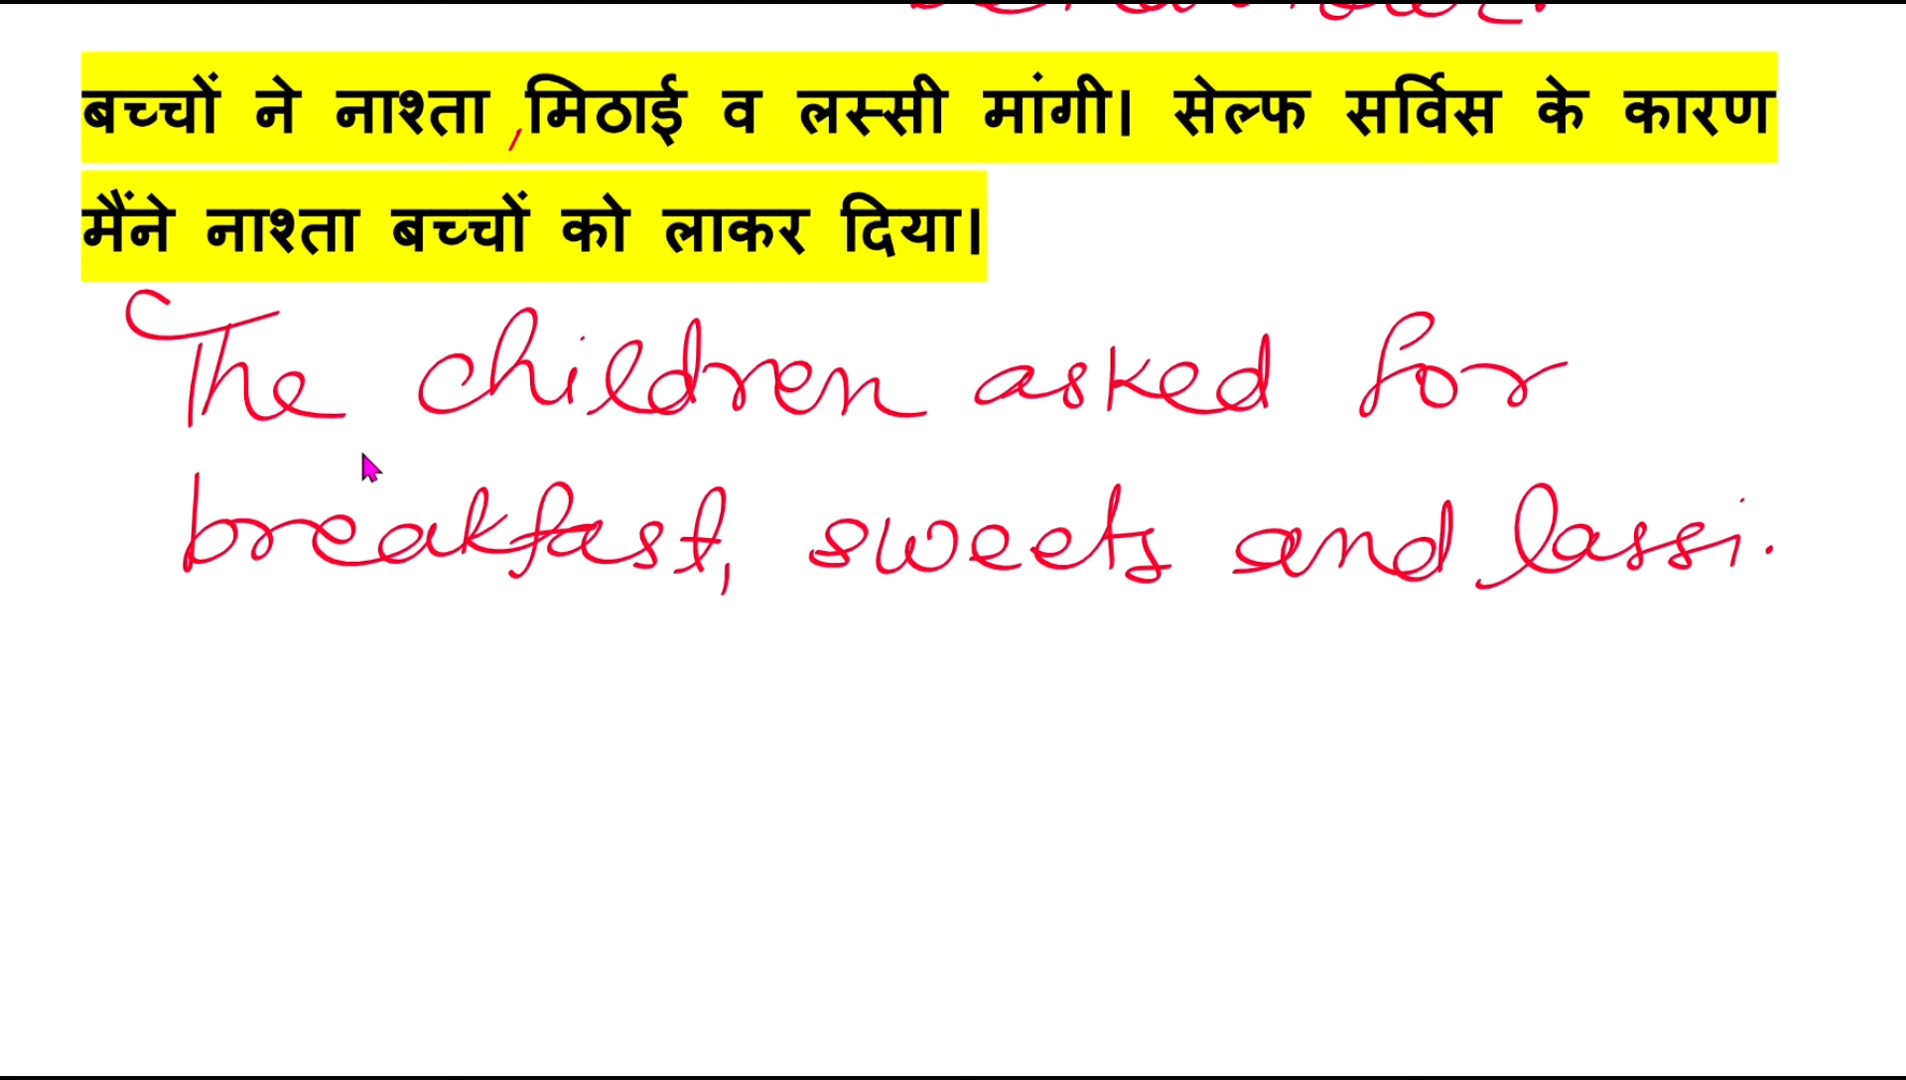 बच्चों ने नाश्ता ,मिठाई व लस्सी मांगी। सेल्फ सर्विस के कारण
मैंने नाश्ता बच्चों को लाकर दिया।
The children asked for
breakfast, sweets and lassi.